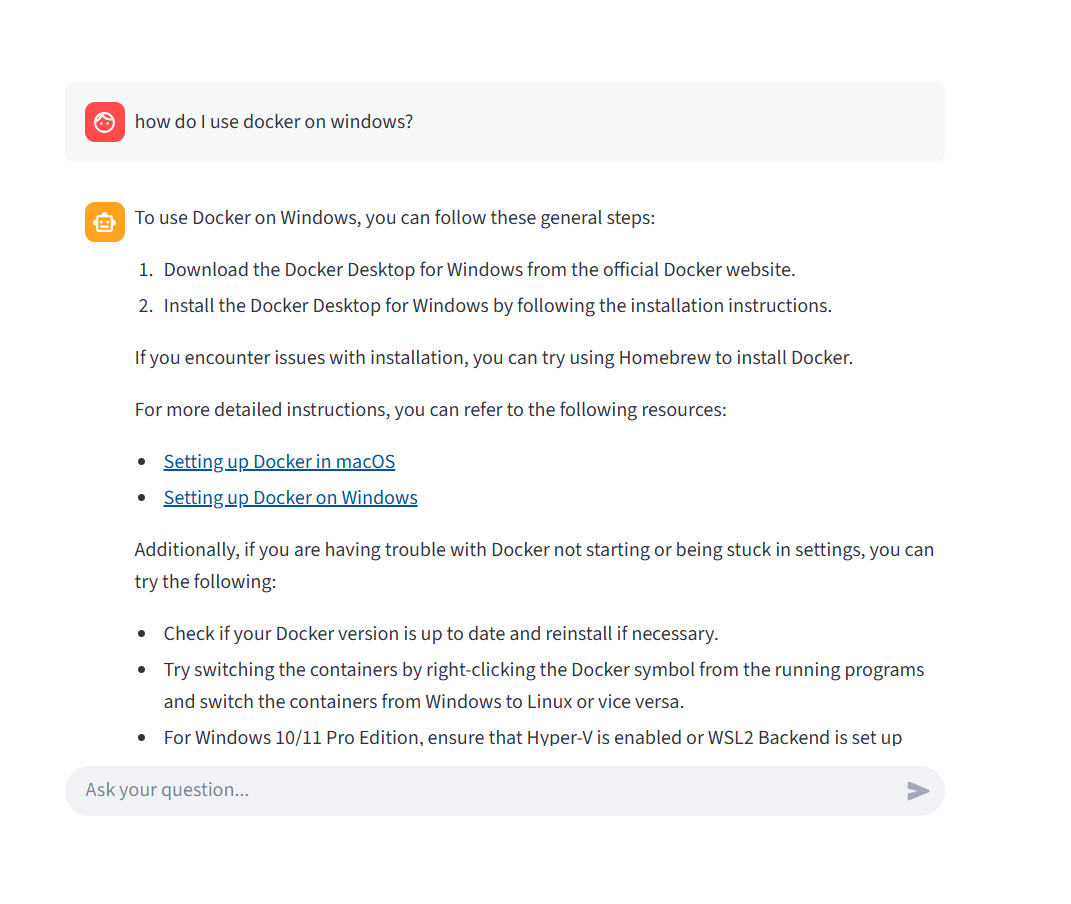 how do I use docker on windows?
To use Docker on Windows, you can follow these general steps:
1. Download the Docker Desktop for Windows from the official Docker website.
2. Install the Docker Desktop for Windows by following the installation instructions.
If you encounter issues with installation, you can try using Homebrew to install Docker.
For more detailed instructions, you can refer to the following resources:
• Setting up Docker in macOS
• Setting up Docker on Windows
Additionally, if you are having trouble with Docker not starting or being stuck in settings, you can
try the following:
• Check if your Docker version is up to date and reinstall if necessary.
• Try switching the containers by right-clicking the Docker symbol from the running programs
and switch the containers from Windows to Linux or vice versa.
• For Windows 10/11 Pro Edition, ensure that Hyper-V is enabled or WSL2 Backend is set up
Ask your question...